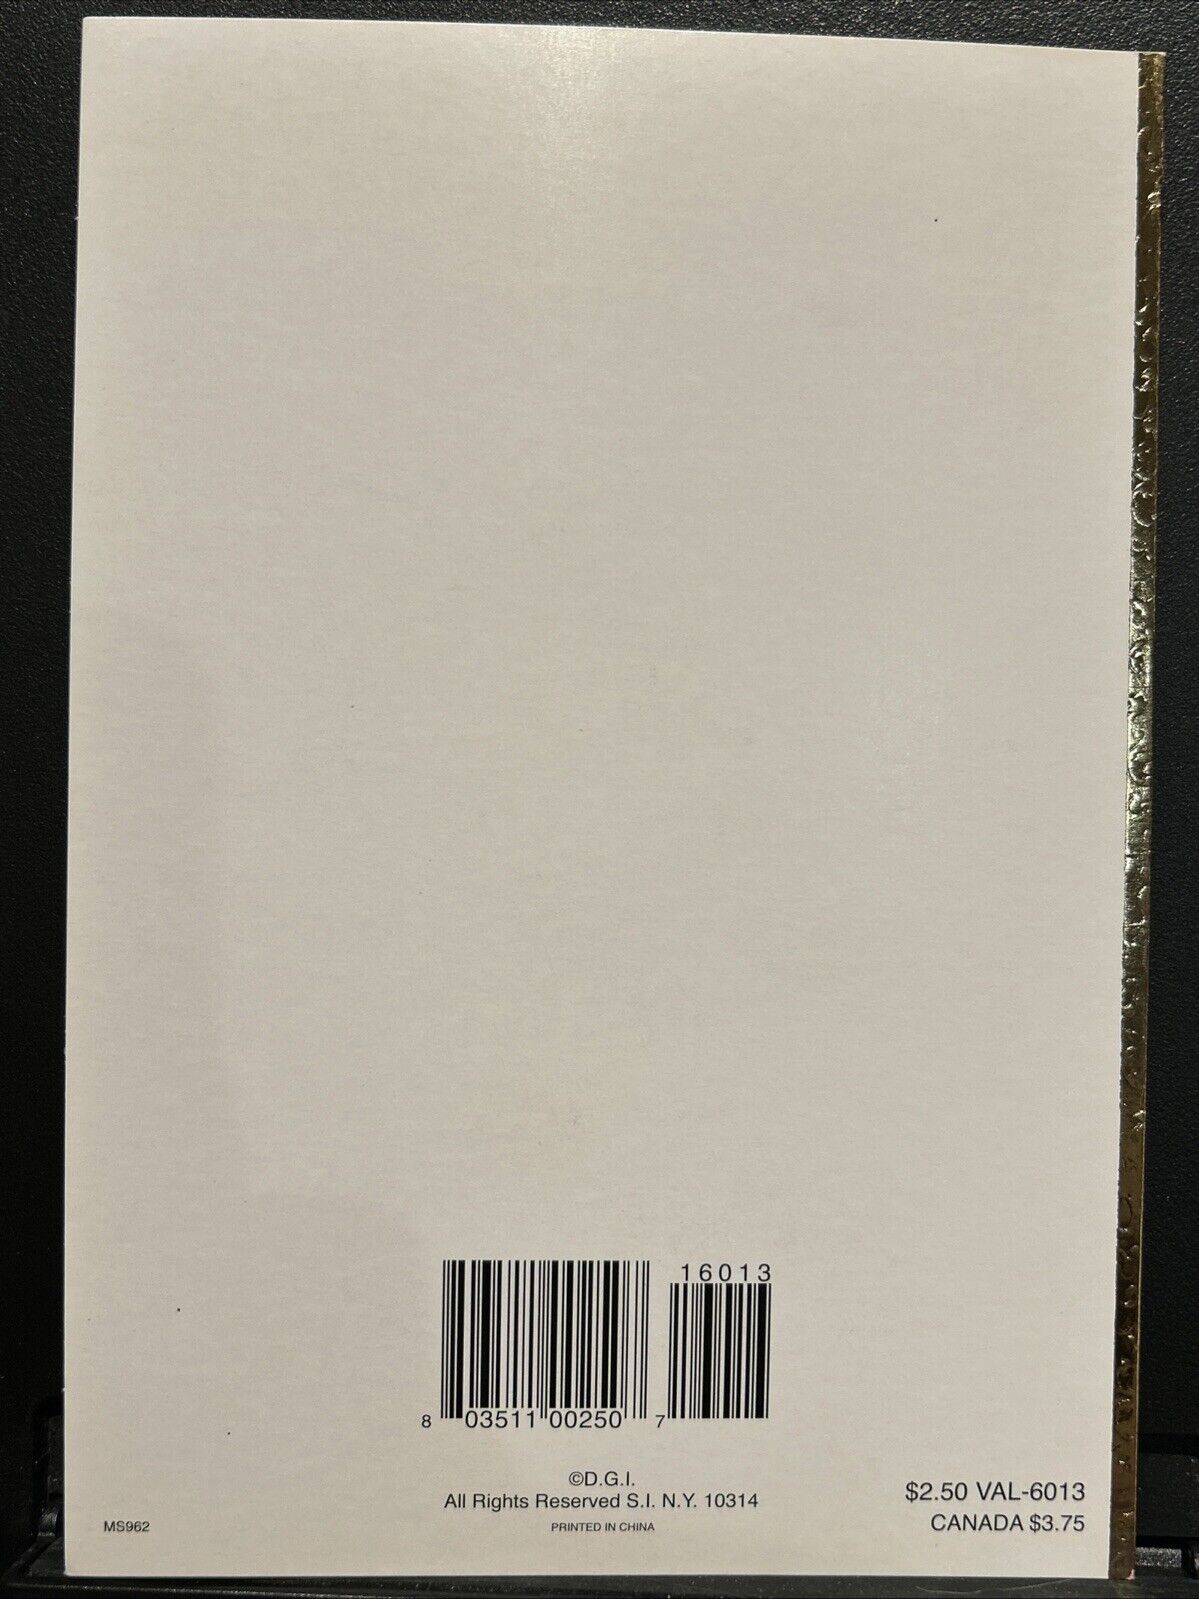 16013
8 03511 00250 7
©D.G.I.
All Rights Reserved S.I. N.Y. 10314
PRINTED IN CHINA
MS962
$2.50 VAL-6013
CANADA $3.75